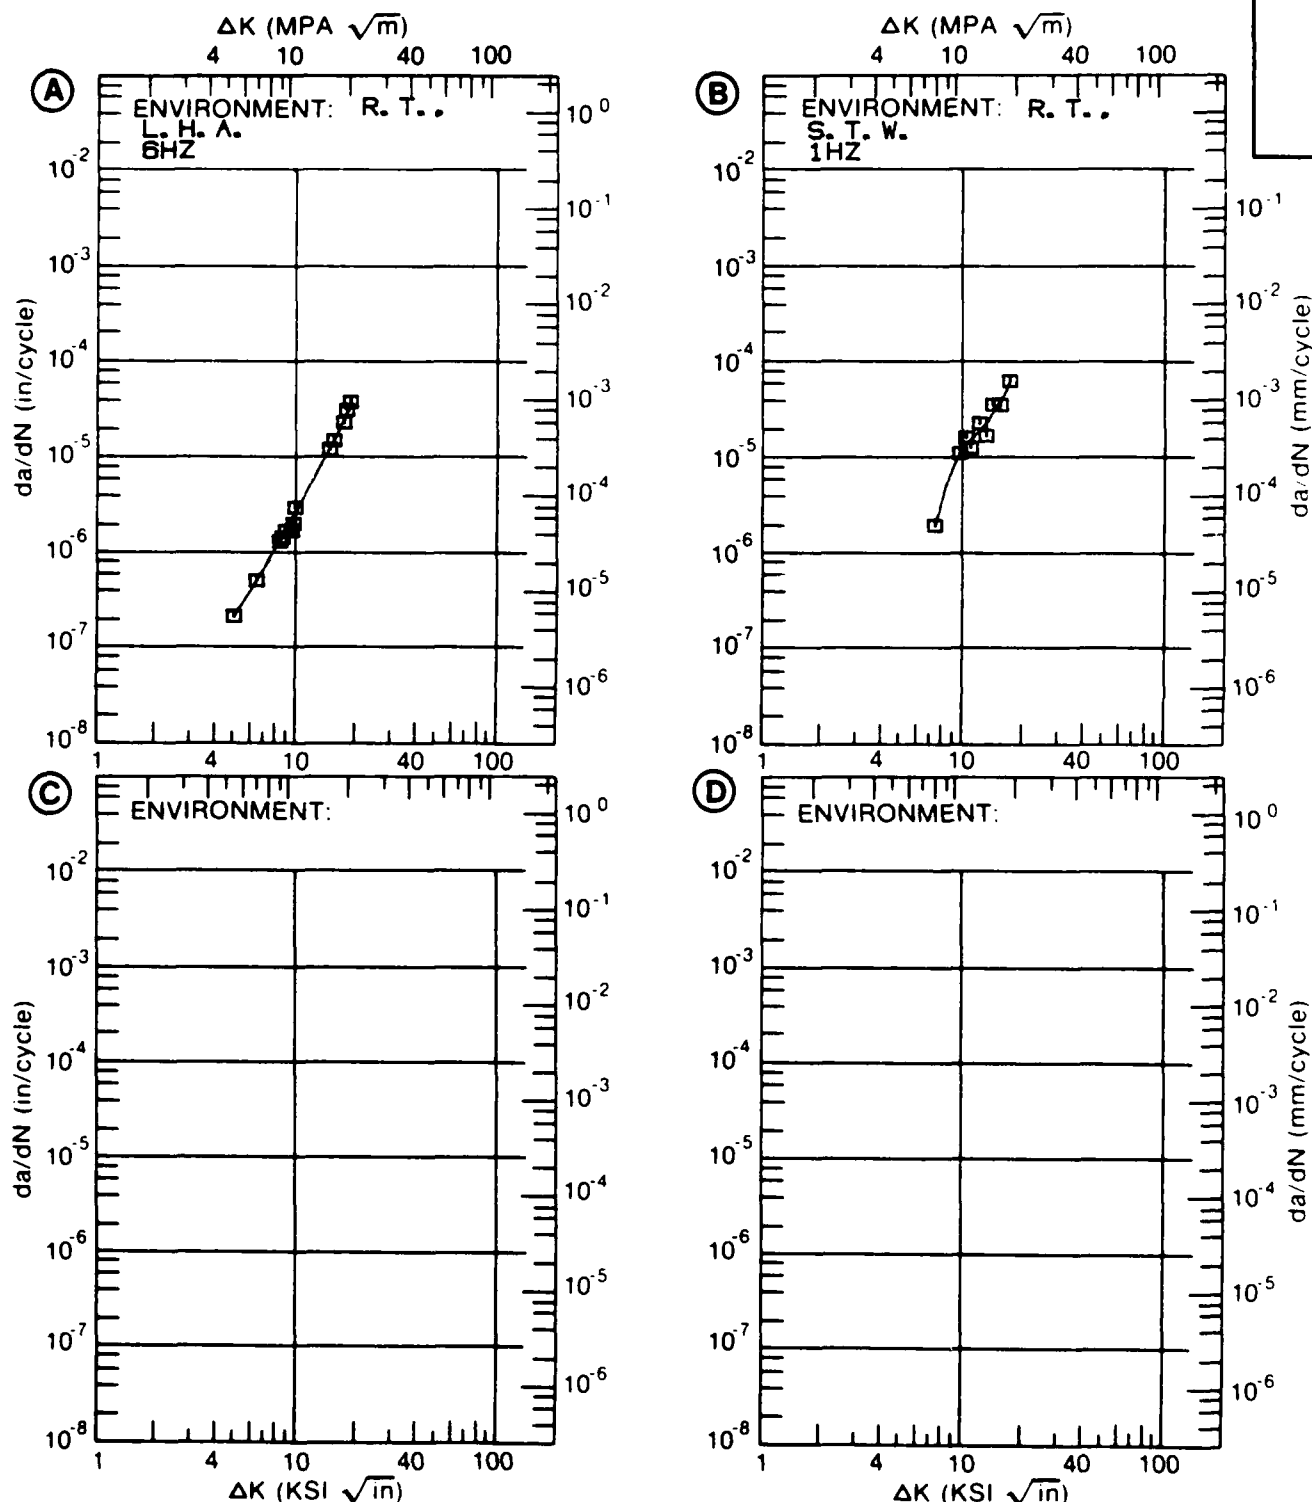 ΔK (MPA √m)
4 10 40 100
A
ENVIRONMENT: R. T.,
L. H. A.
6HZ
10^0
10^-2
10^-1
10^-3
10^-2
10^-4
10^-3
10^-5
10^-4
10^-6
10^-5
10^-7
10^-6
10^-8
1 4 10 40 100
da/dN (in/cycle)
ΔK (MPA √m)
4 10 40 100
B
ENVIRONMENT: R. T.,
S. T. W.
1HZ
10^-2
10^-1
10^-3
10^-2
10^-4
10^-3
10^-5
10^-4
10^-6
10^-5
10^-7
10^-6
10^-8
1 4 10 40 100
da/dN (mm/cycle)
C
ENVIRONMENT:
10^0
10^-2
10^-1
10^-3
10^-2
10^-4
10^-3
10^-5
10^-4
10^-6
10^-5
10^-7
10^-6
10^-8
1 4 10 40 100
da/dN (in/cycle)
ΔK (KSI √in)
D
ENVIRONMENT:
10^0
10^-2
10^-1
10^-3
10^-2
10^-4
10^-3
10^-5
10^-4
10^-6
10^-5
10^-7
10^-6
10^-8
1 4 10 40 100
da/dN (mm/cycle)
ΔK (KSI √in)